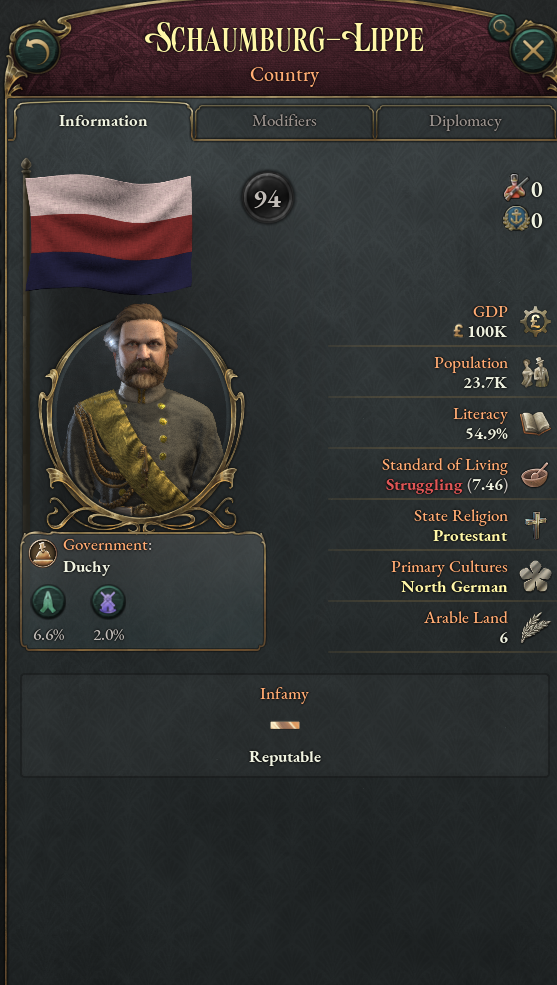 Schaumburg-Lippe
Country
Information
Modifiers
Diplomacy
94
0
0
GDP
£ 100K
Population
23.7K
Literacy
54.9%
Standard of Living
Struggling (7.46)
State Religion
Protestant
Primary Cultures
North German
Arable Land
6
Government:
Duchy
6.6% 2.0%
Infamy
Reputable